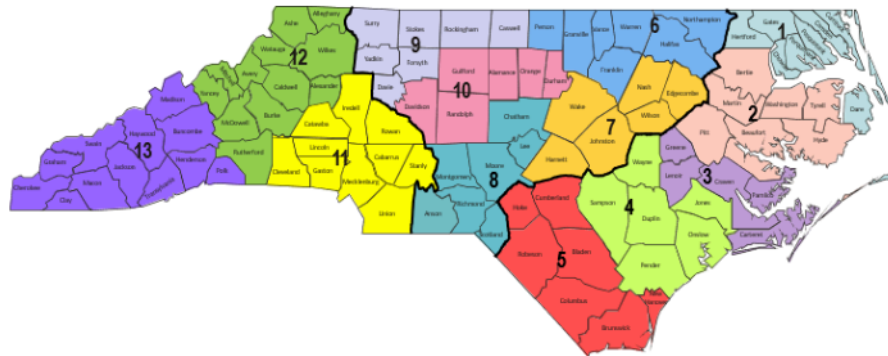 Alleghany
Ashe
Surry
Stokes
Rockingham
Caswell
Person
Granville
Vance
Warren
Northampton
6
Gates
1
Hertford
Halifax
9
Watauga
12
Wilkes
Yadkin
Forsyth
Guilford
Alamance
Orange
Durham
Franklin
Bertie
Avery
Caldwell
Alexander
Davie
10
Nash
Edgecombe
Madison
Yancey
Iredell
Davidson
Randolph
Chatham
Wake
Martin
Washington
Tyrrell
Dare
2
McDowell
Burke
Catawba
Rowan
7
Wilson
Pitt
Beaufort
Hyde
Swain
Haywood
Buncombe
Rutherford
Lincoln
Lee
Johnston
Greene
Graham
13
Jackson
Henderson
Polk
Cleveland
Gaston
11
Cabarrus
Stanly
Montgomery
Moore
8
Harnett
Wayne
Lenoir
3
Craven
Pamlico
Cherokee
Macon
Clay
Transylvania
Mecklenburg
Union
Anson
Richmond
Scotland
Hoke
Cumberland
Sampson
4
Duplin
Jones
Onslow
Carteret
Robeson
5
Bladen
Pender
Columbus
New
Hanover
Brunswick